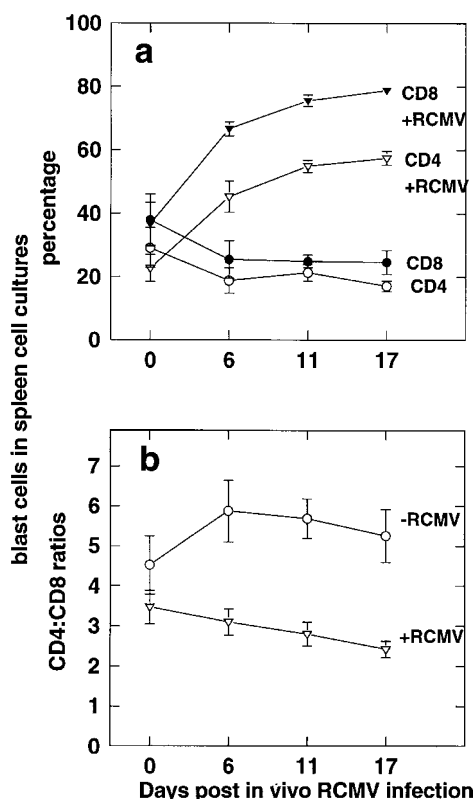 a
100
80
60
40
20
0
percentage
CD8
+RCMV
CD4
+RCMV
CD8
CD4
0 6 11 17
blast cells in spleen cell cultures
b
7
6
5
4
3
2
1
0
CD4:CD8 ratios
-RCMV
+RCMV
0 6 11 17
Days post in vivo RCMV infection